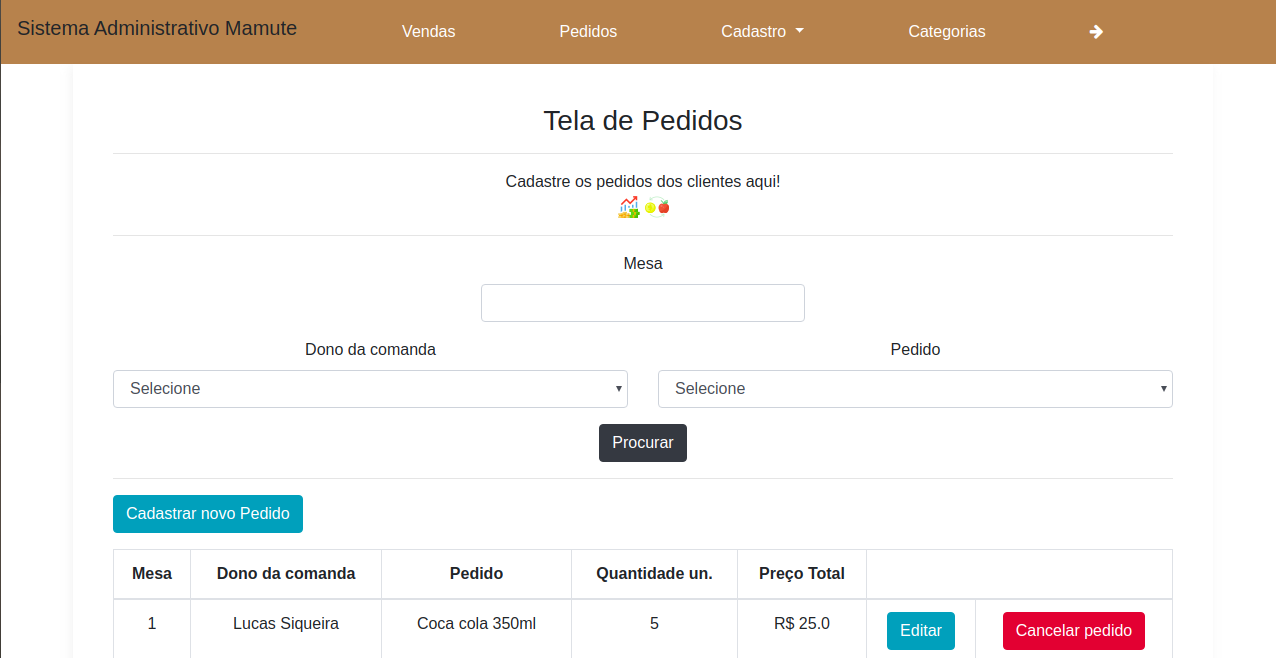 Sistema Administrativo Mamute Vendas Pedidos Cadastro Categorias
Tela de Pedidos
Cadastre os pedidos dos clientes aqui!
Mesa
Dono da comanda Pedido
Selecione Selecione
Procurar
Cadastrar novo Pedido
Mesa Dono da comanda Pedido Quantidade un. Preço Total
1 Lucas Siqueira Coca cola 350ml 5 R$ 25.0 Editar Cancelar pedido